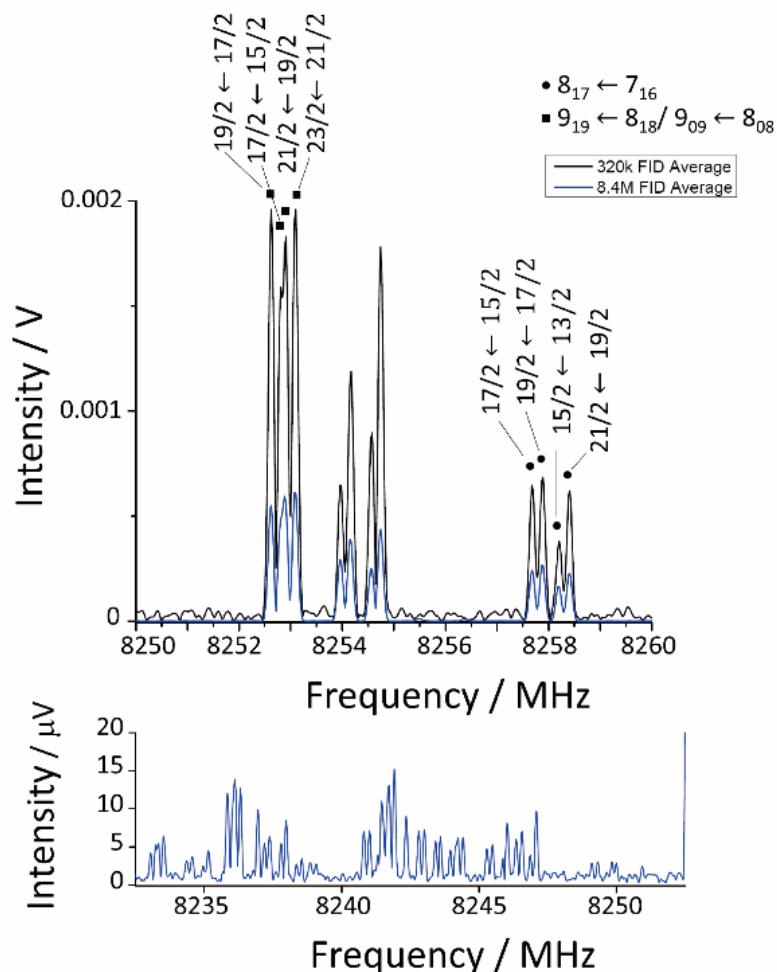 19/2 ← 17/2
17/2 ← 15/2
21/2 ← 19/2
23/2 ← 21/2
● 8₁₇ ← 7₁₆
■ 9₁₉ ← 8₁₈/ 9₀₉ ← 8₀₈
320k FID Average
8.4M FID Average
17/2 ← 15/2
19/2 ← 17/2
15/2 ← 13/2
21/2 ← 19/2
0.002
0.001
0
Intensity / V
8250 8252 8254 8256 8258 8260
Frequency / MHz
20
15
10
5
0
Intensity / μV
8235 8240 8245 8250
Frequency / MHz